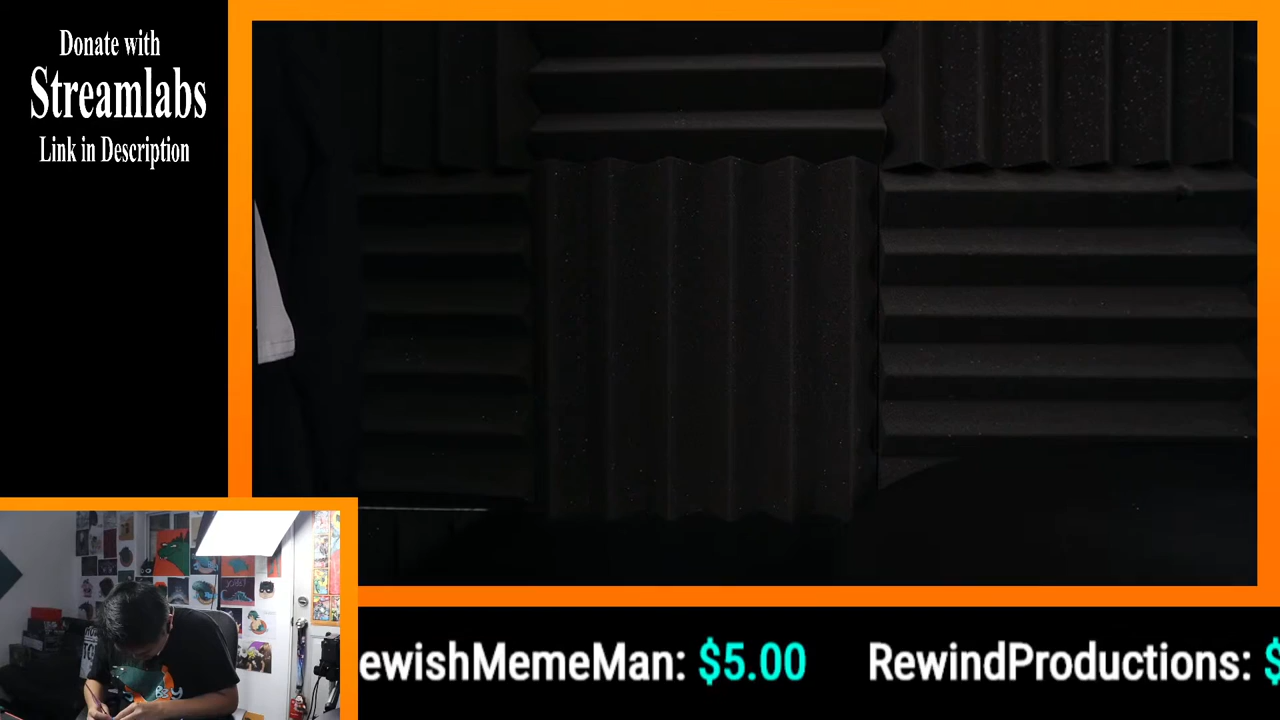 Donate with
Streamlabs
Link in Description
ewishMemeMan: $5.00 RewindProductions: $